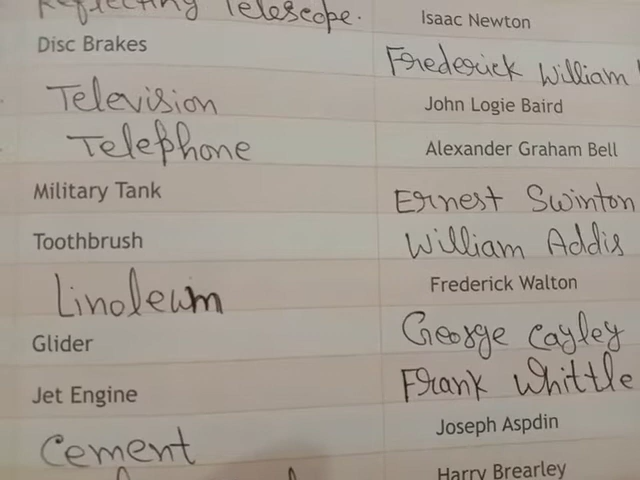 Reflecting Telescope. Isaac Newton
Disc Brakes Frederick William
Television John Logie Baird
Telephone Alexander Graham Bell
Military Tank Ernest Swinton
Toothbrush William Addis
Linoleum Frederick Walton
Glider George Cayley
Jet Engine Frank Whittle
Cement Joseph Aspdin
Harry Brearley